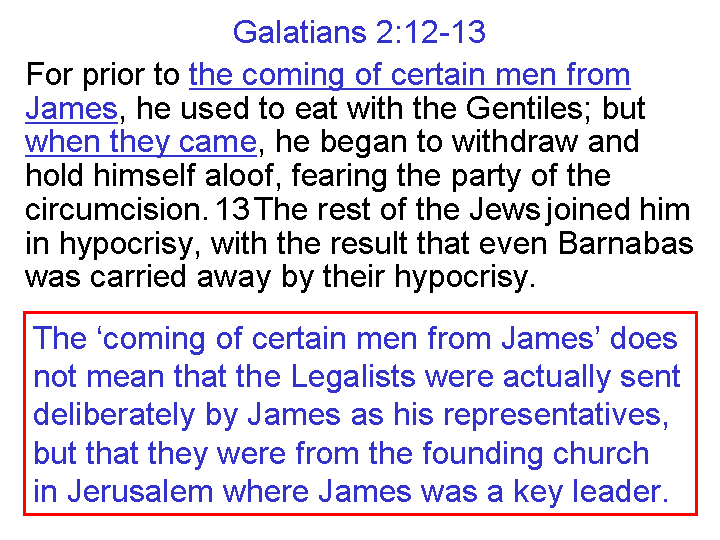 Galatians 2:12-13
For prior to the coming of certain men from
James, he used to eat with the Gentiles; but
when they came, he began to withdraw and
hold himself aloof, fearing the party of the
circumcision. 13 The rest of the Jews joined him
in hypocrisy, with the result that even Barnabas
was carried away by their hypocrisy.
The ‘coming of certain men from James’ does
not mean that the Legalists were actually sent
deliberately by James as his representatives,
but that they were from the founding church
in Jerusalem where James was a key leader.